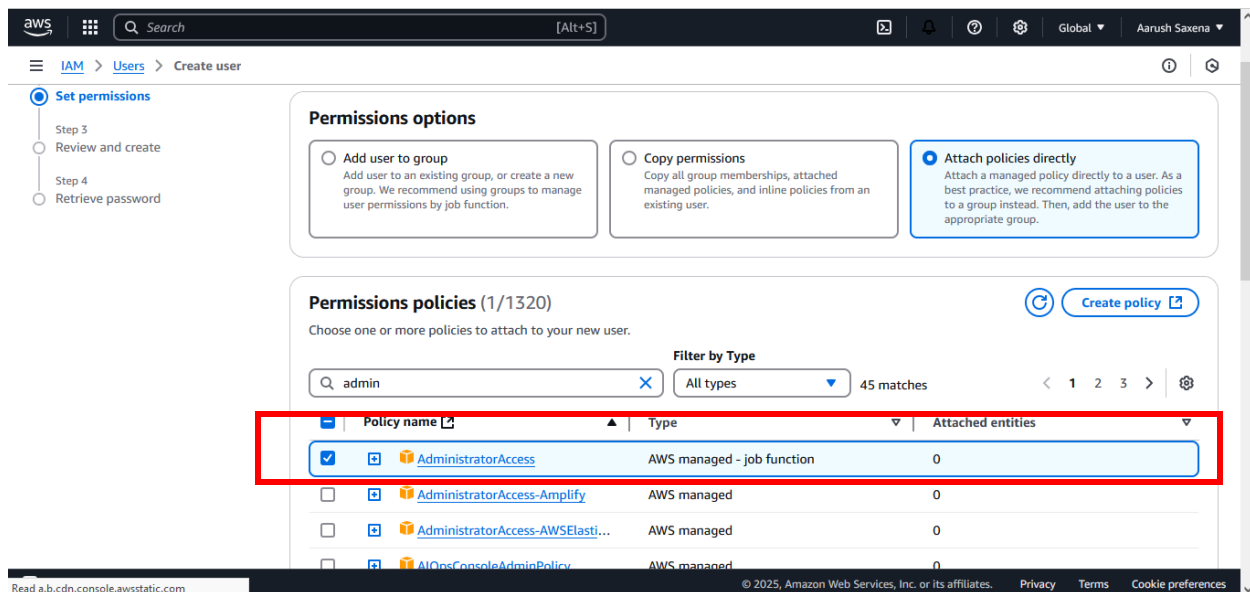 aws
Search [Alt+S] Global Aarush Saxena
IAM > Users > Create user
Set permissions
Step 3
Review and create
Step 4
Retrieve password
Permissions options
Add user to group
Add user to an existing group, or create a new
group. We recommend using groups to manage
user permissions by job function.
Copy permissions
Copy all group memberships, attached
managed policies, and inline policies from an
existing user.
Attach policies directly
Attach a managed policy directly to a user. As a
best practice, we recommend attaching policies
to a group instead. Then, add the user to the
appropriate group.
Permissions policies (1/1320)
Create policy
Choose one or more policies to attach to your new user.
Filter by Type
admin All types 45 matches 1 2 3
Policy name Type Attached entities
AdministratorAccess AWS managed - job function 0
AdministratorAccess-Amplify AWS managed 0
AdministratorAccess-AWSElasti... AWS managed 0
AIOpsConsoleAdminPolicy AWS managed 0
© 2025, Amazon Web Services, Inc. or its affiliates. Privacy Terms Cookie preferences
Read a.b.cdn.console.awsstatic.com